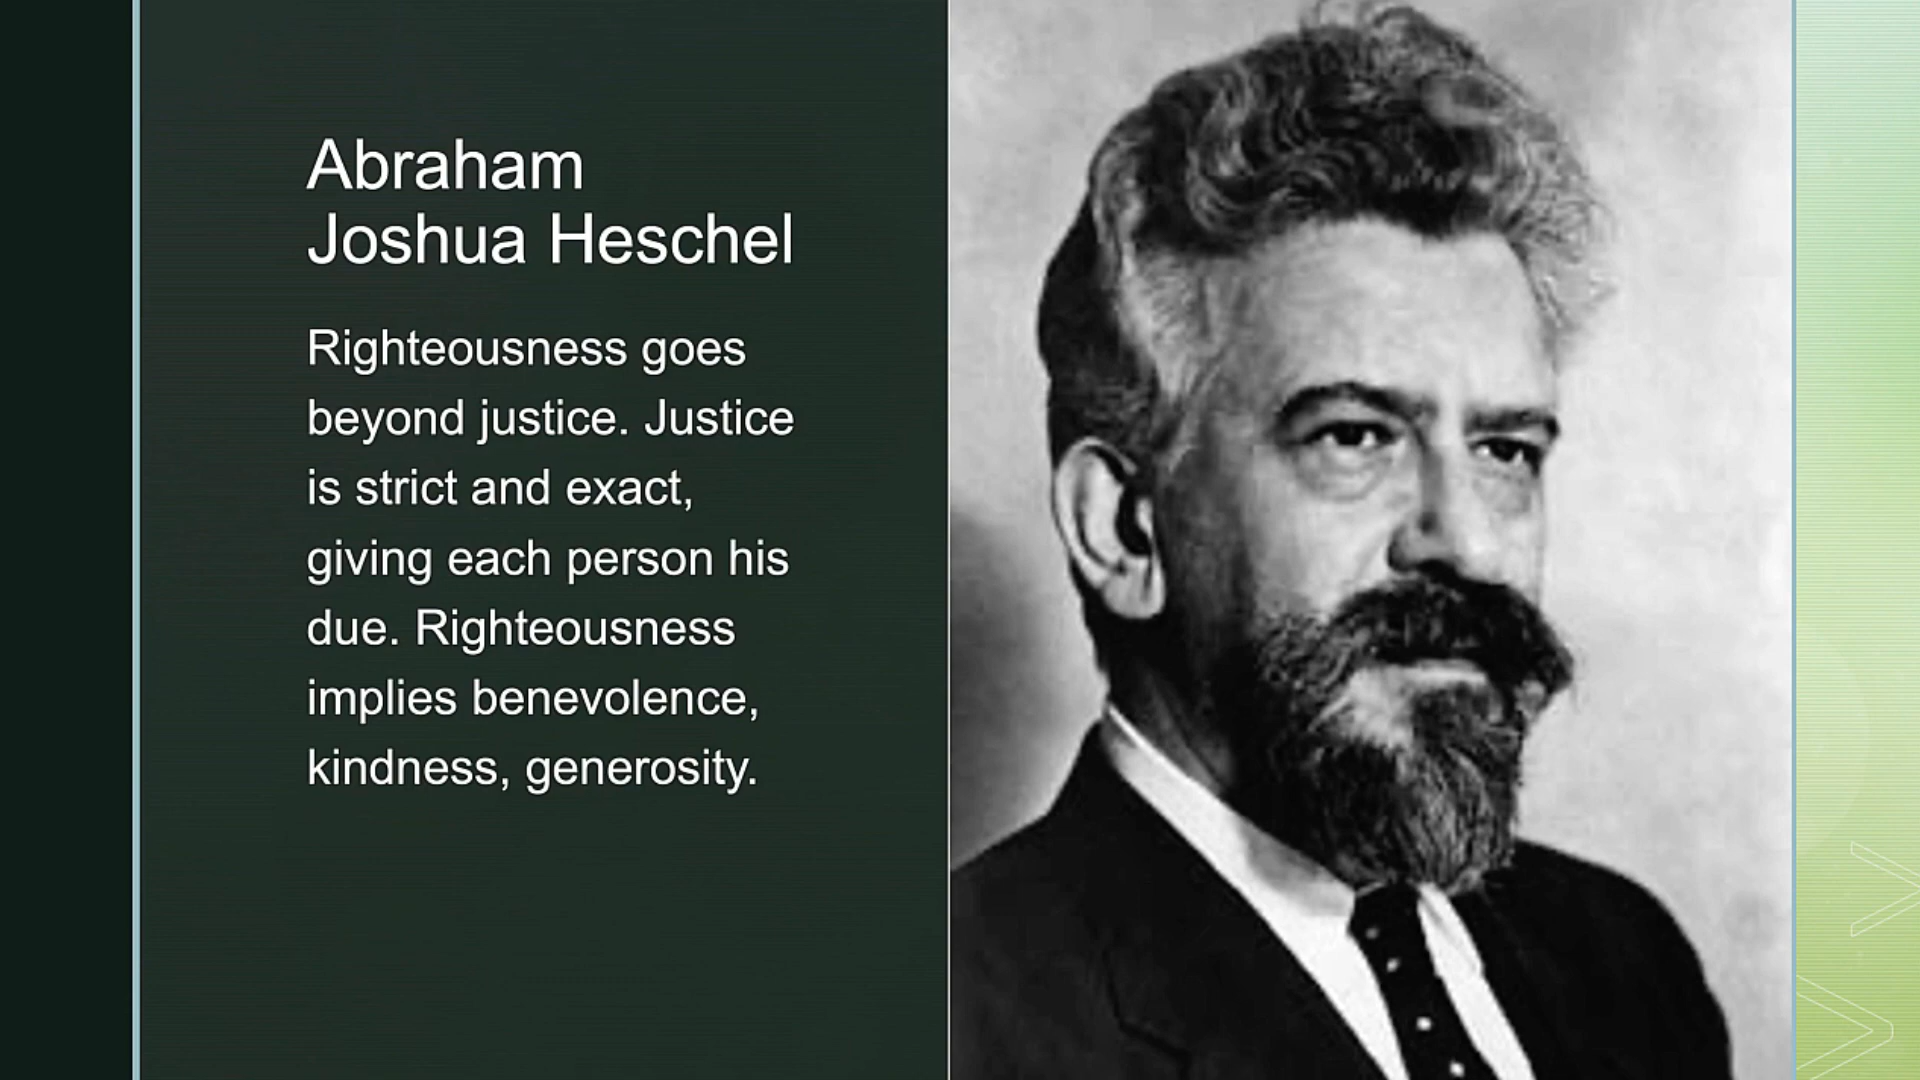 Abraham
Joshua Heschel
Righteousness goes
beyond justice. Justice
is strict and exact,
giving each person his
due. Righteousness
implies benevolence,
kindness, generosity.